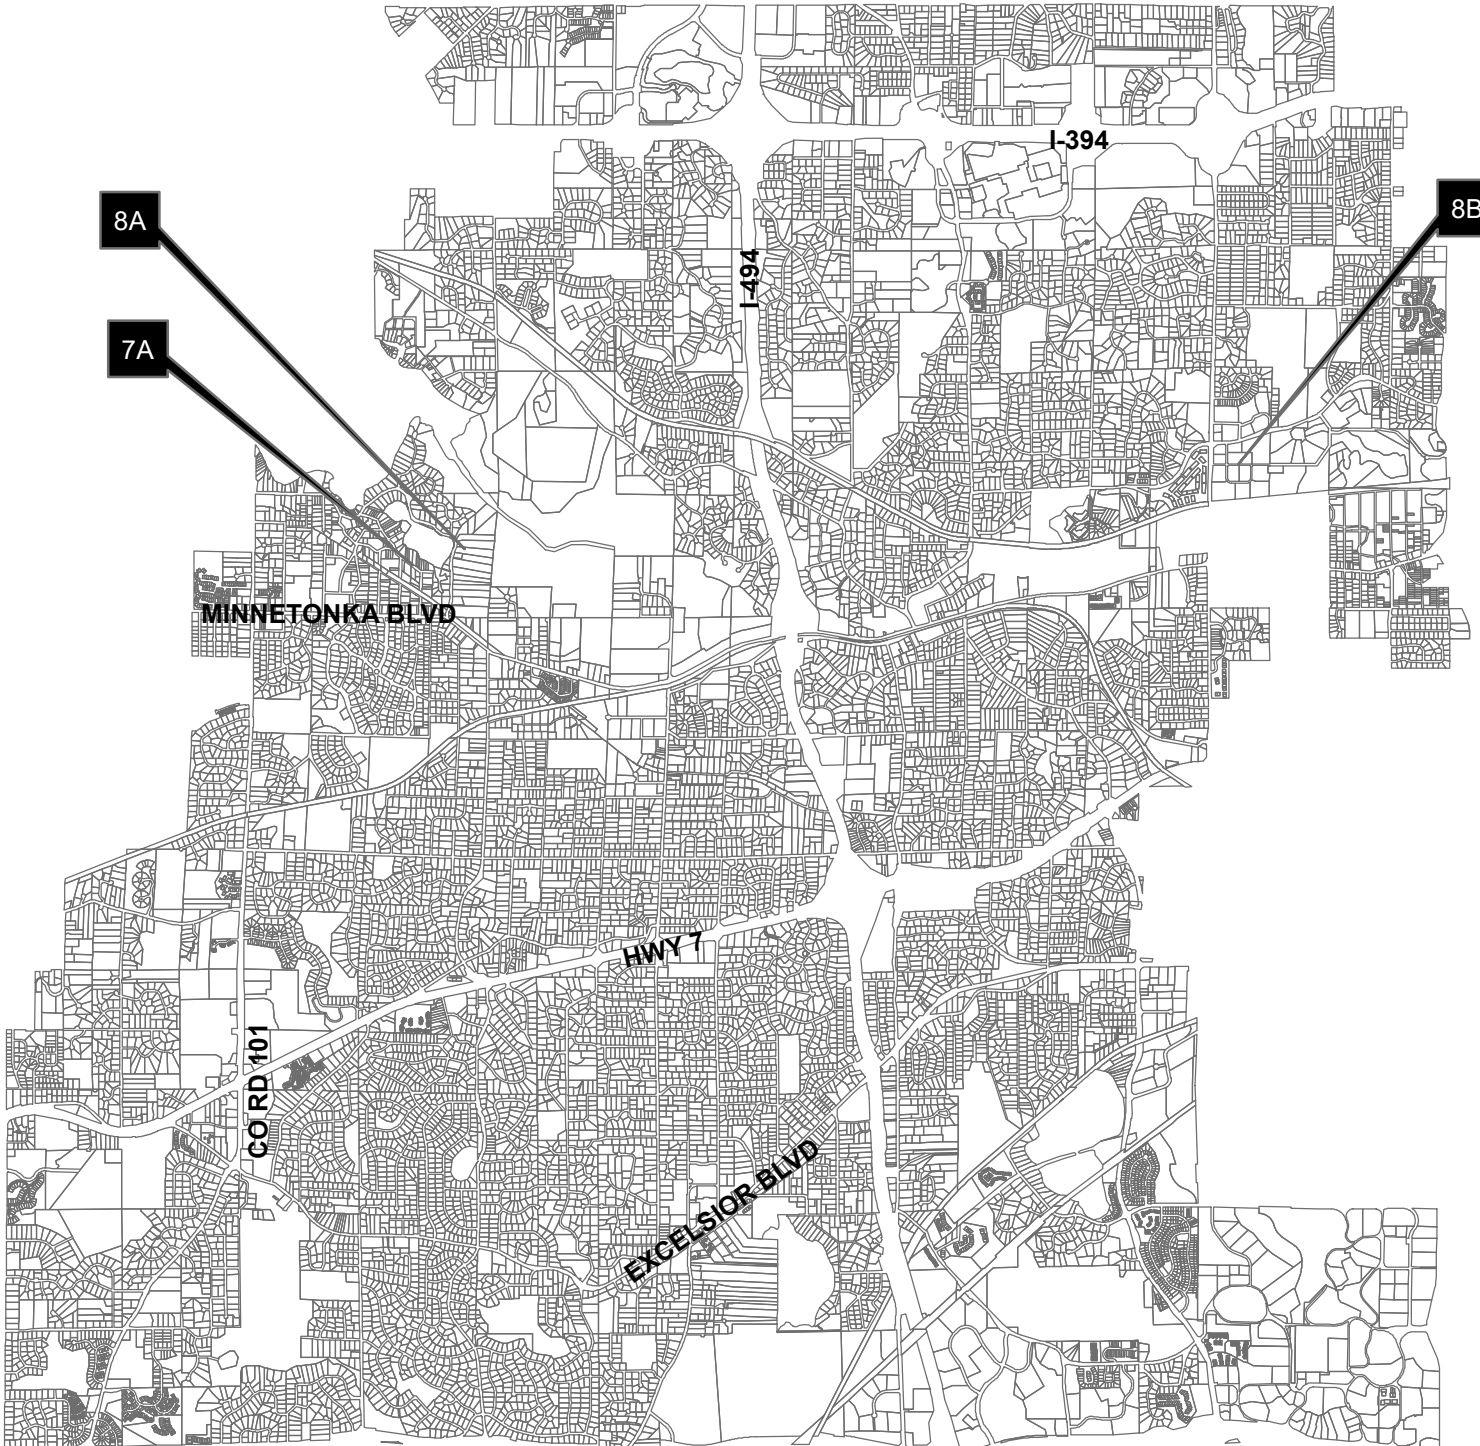 I-394
8A
8B
I-494
7A
MINNETONKA BLVD
HWY 7
CO RD 101
EXCELSIOR BLVD